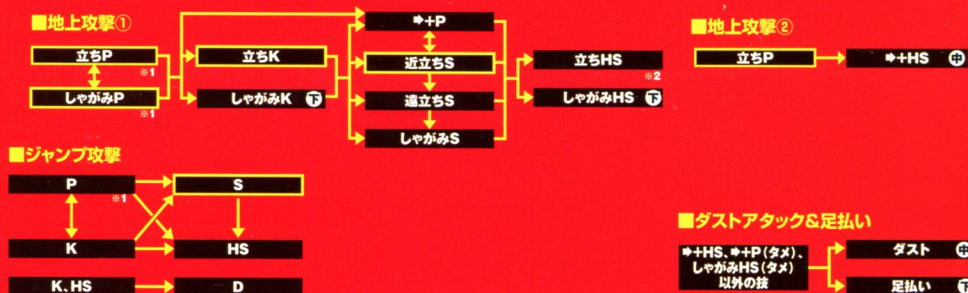 ■地上攻撃①
立ちP
※1
しゃがみP
※1
立ちK
しゃがみK 下
➡+P
近立ちS
遠立ちS
しゃがみS
立ちHS
※2
しゃがみHS 下
■地上攻撃②
立ちP
➡+HS 中
■ジャンプ攻撃
P
※1
S
K
HS
K、HS
D
■ダストアタック&足払い
➡+HS、➡+P(タメ)、
しゃがみHS(タメ)
以外の技
ダスト 中
足払い 下